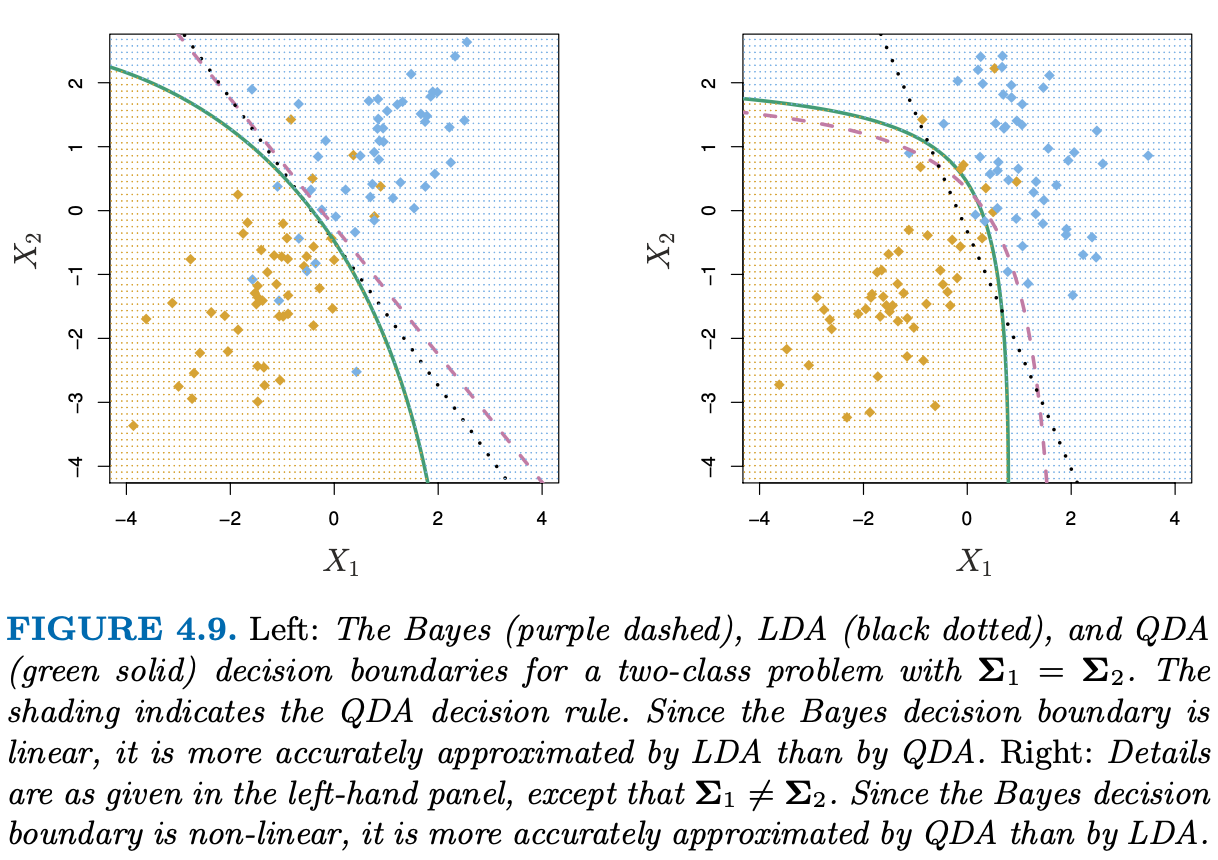 2
1
0
−1
−2
−3
−4
X2
−4
−2
0
2
4
X1
2
1
0
−1
−2
−3
−4
X2
−4
−2
0
2
4
X1
FIGURE 4.9. Left: The Bayes (purple dashed), LDA (black dotted), and QDA
(green solid) decision boundaries for a two-class problem with Σ1 = Σ2. The
shading indicates the QDA decision rule. Since the Bayes decision boundary is
linear, it is more accurately approximated by LDA than by QDA. Right: Details
are as given in the left-hand panel, except that Σ1 ≠ Σ2. Since the Bayes decision
boundary is non-linear, it is more accurately approximated by QDA than by LDA.